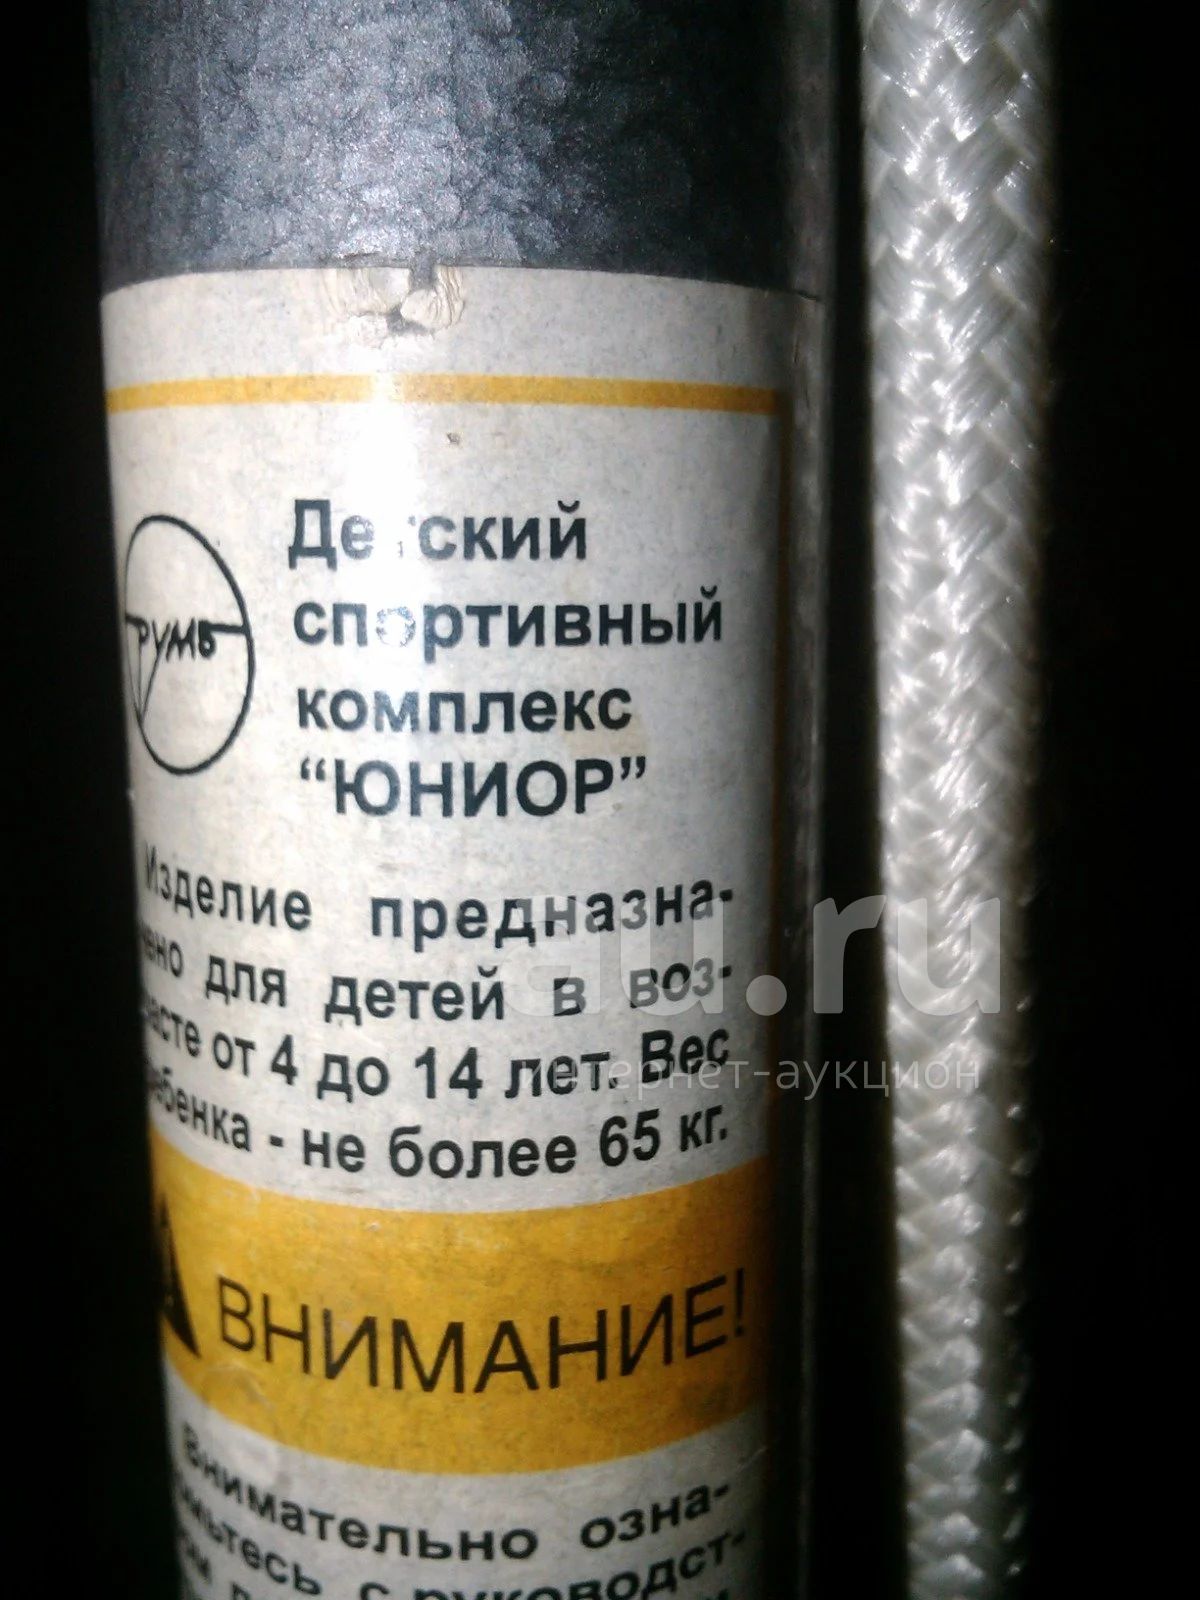 Детский
спортивный
комплекс
“ЮНИОР”
РУМБ
Изделие предназна-
чено для детей в воз-
расте от 4 до 14 лет. Вес
ребенка - не более 65 кг.
ВНИМАНИЕ!
Внимательно озна-
комьтесь с руководст-
au.ru
интернет-аукцион